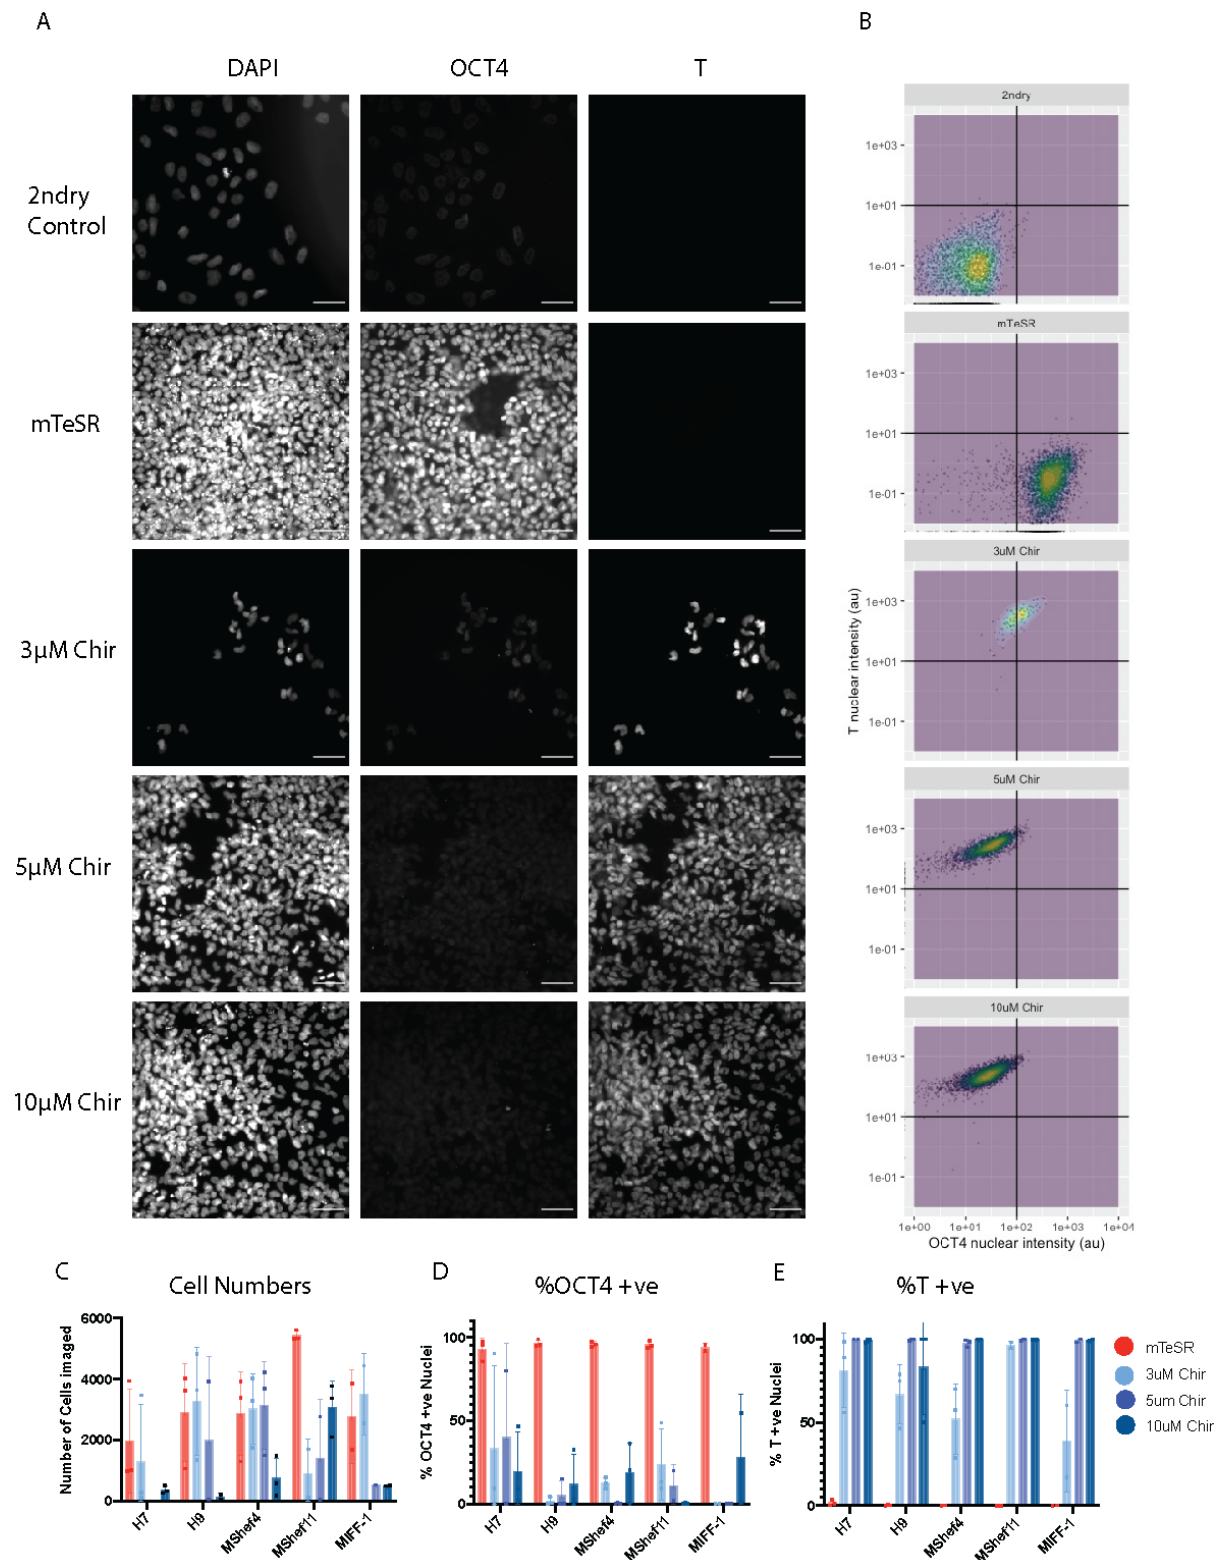 A
B
DAPI
OCT4
T
2ndry
Control
mTeSR
3µM Chir
5µM Chir
10µM Chir
2ndry
1e+03
1e+01
1e-01
mTeSR
1e+03
1e+01
1e-01
3uM Chir
1e+03
1e+01
1e-01
5uM Chir
1e+03
1e+01
1e-01
10uM Chir
1e+03
1e+01
1e-01
T nuclear intensity (au)
1e+00
1e+01
1e+02
1e+03
1e+04
OCT4 nuclear intensity (au)
C
Cell Numbers
Number of Cells imaged
6000
4000
2000
0
H7
H9
MShef4
MShef11
MIFF-1
D
%OCT4 +ve
% OCT4 +ve Nuclei
100
50
0
H7
H9
MShef4
MShef11
MIFF-1
E
%T +ve
% T +ve Nuclei
100
50
0
H7
H9
MShef4
MShef11
MIFF-1
mTeSR
3uM Chir
5um Chir
10uM Chir